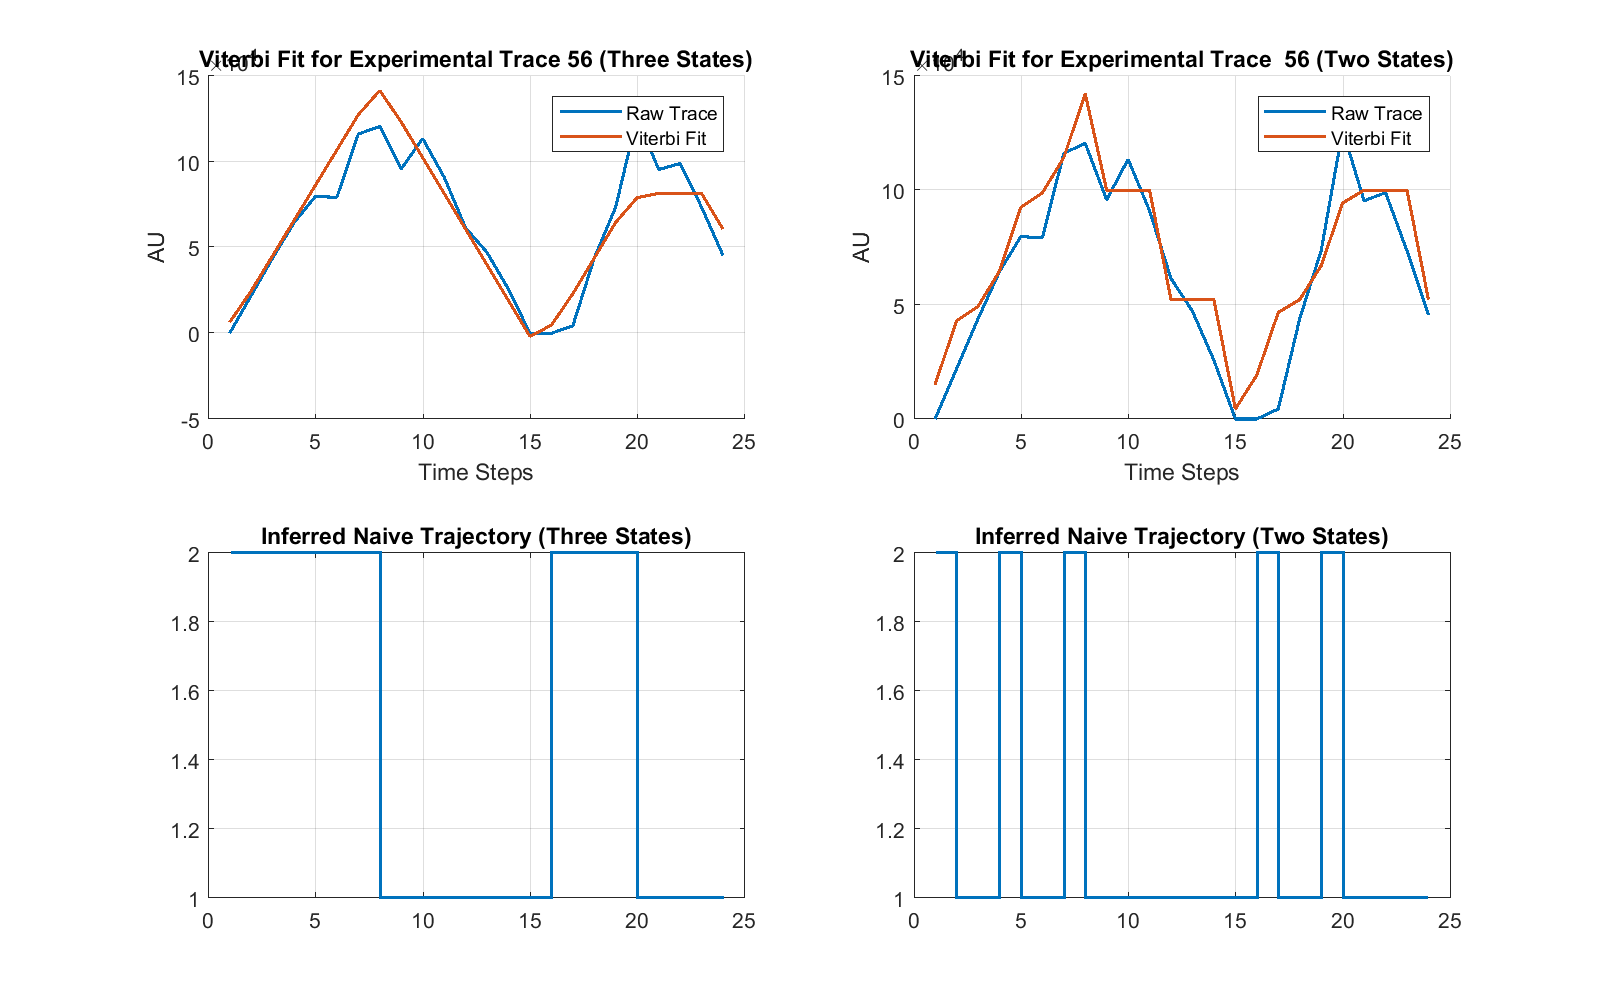 Viterbi Fit for Experimental Trace 56 (Three States)
15
10
5
0
-5
AU
Raw Trace
Viterbi Fit
0 5 10 15 20 25
Time Steps
Viterbi Fit for Experimental Trace 56 (Two States)
15
10
5
0
AU
Raw Trace
Viterbi Fit
0 5 10 15 20 25
Time Steps
Inferred Naive Trajectory (Three States)
2
1.8
1.6
1.4
1.2
1
0 5 10 15 20 25
Inferred Naive Trajectory (Two States)
2
1.8
1.6
1.4
1.2
1
0 5 10 15 20 25